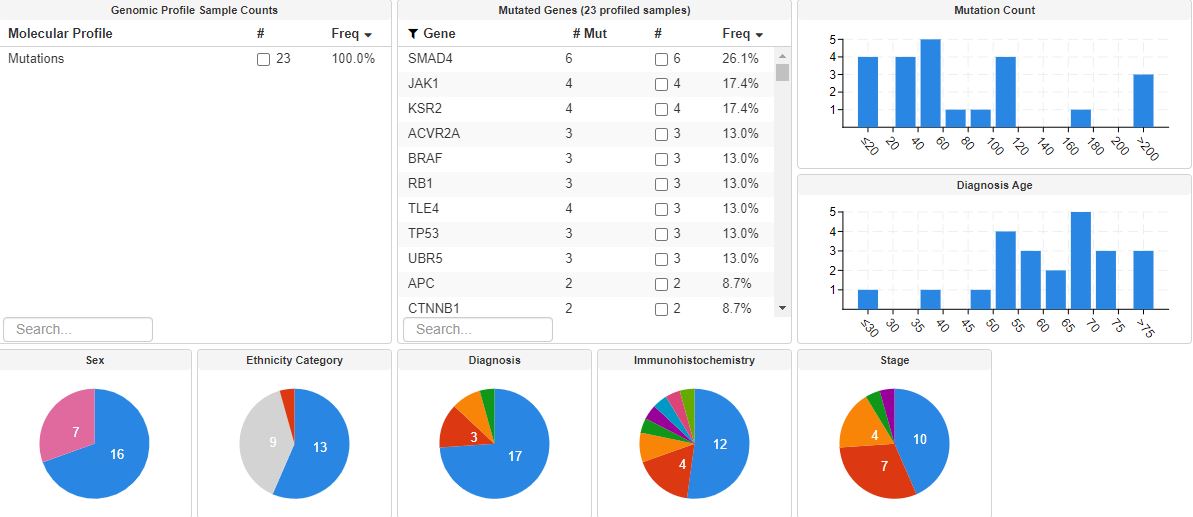 Genomic Profile Sample Counts
Molecular Profile # Freq
Mutations 23 100.0%
Search...
Mutated Genes (23 profiled samples)
Gene # Mut # Freq
SMAD4 6 6 26.1%
JAK1 4 4 17.4%
KSR2 4 4 17.4%
ACVR2A 3 3 13.0%
BRAF 3 3 13.0%
RB1 3 3 13.0%
TLE4 4 3 13.0%
TP53 3 3 13.0%
UBR5 3 3 13.0%
APC 2 2 8.7%
CTNNB1 2 2 8.7%
Search...
Mutation Count
5
4
3
2
1
≤20 20 40 60 80 100 120 140 160 180 200 >200
Diagnosis Age
5
4
3
2
1
≤30 30 35 40 45 50 55 60 65 70 75 >75
Sex
7
16
Ethnicity Category
9
13
Diagnosis
3
17
Immunohistochemistry
12
4
Stage
4
10
7